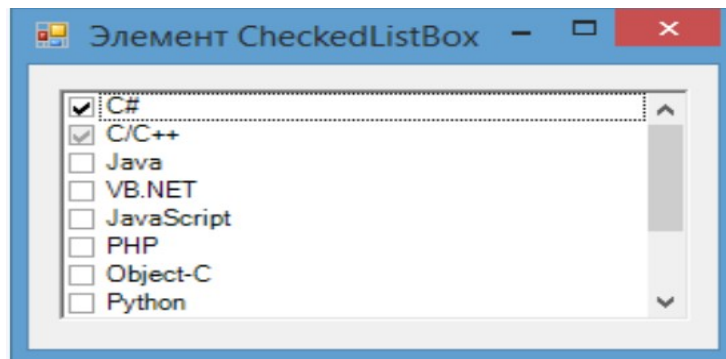 Элемент CheckedListBox
C#
C/C++
Java
VB.NET
JavaScript
PHP
Object-C
Python